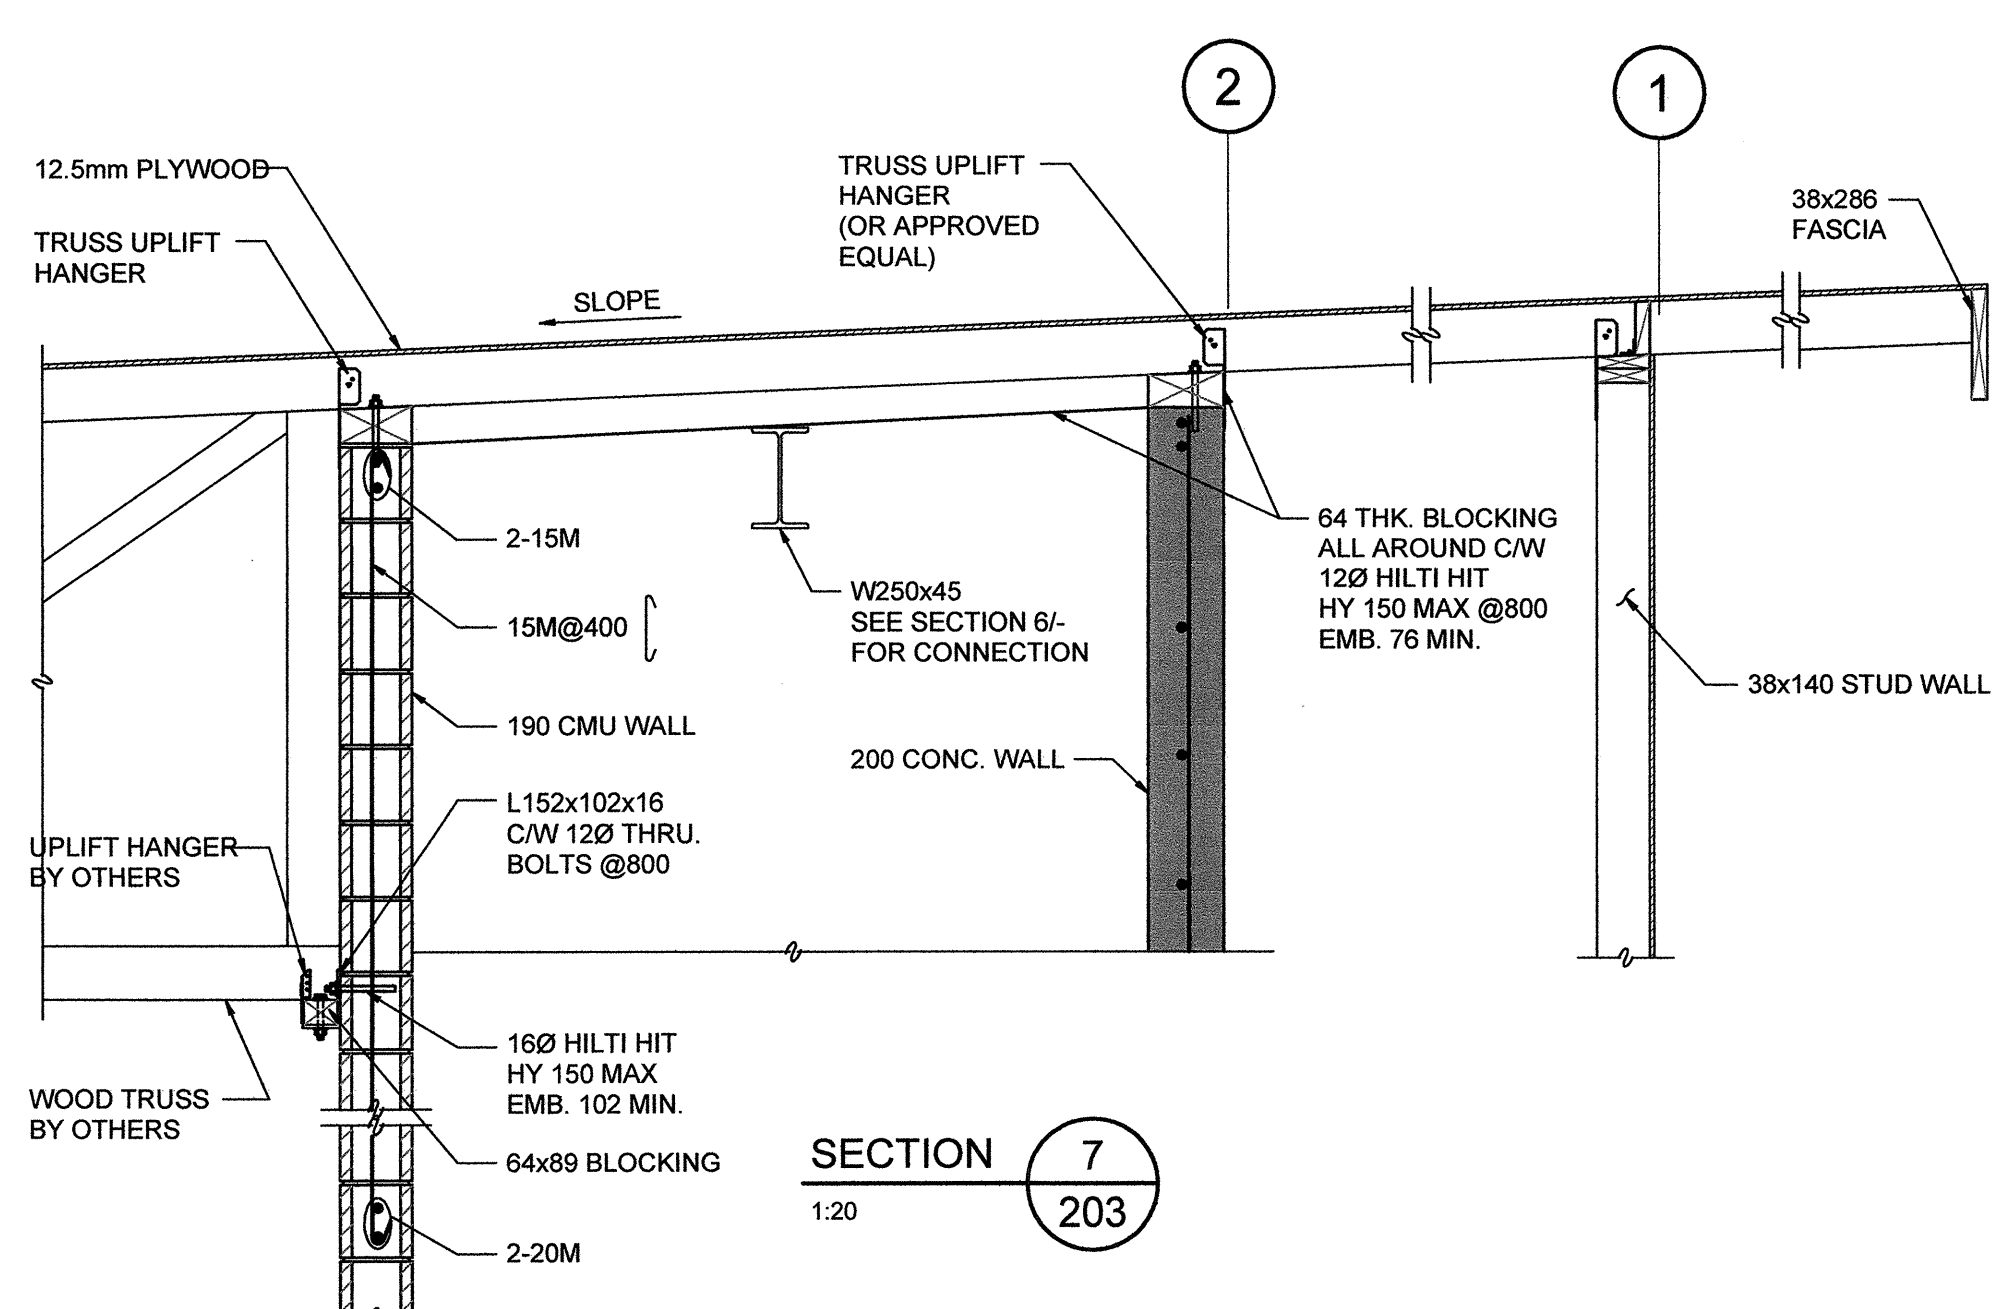 2
1
12.5mm PLYWOOD
TRUSS UPLIFT
HANGER
SLOPE
TRUSS UPLIFT
HANGER
(OR APPROVED
EQUAL)
38x286
FASCIA
2-15M
15M@400
190 CMU WALL
L152x102x16
C/W 12Ø THRU.
BOLTS @800
W250x45
SEE SECTION 6/-
FOR CONNECTION
200 CONC. WALL
64 THK. BLOCKING
ALL AROUND C/W
12Ø HILTI HIT
HY 150 MAX @800
EMB. 76 MIN.
38x140 STUD WALL
UPLIFT HANGER
BY OTHERS
WOOD TRUSS
BY OTHERS
16Ø HILTI HIT
HY 150 MAX
EMB. 102 MIN.
64x89 BLOCKING
2-20M
SECTION
1:20
7
203